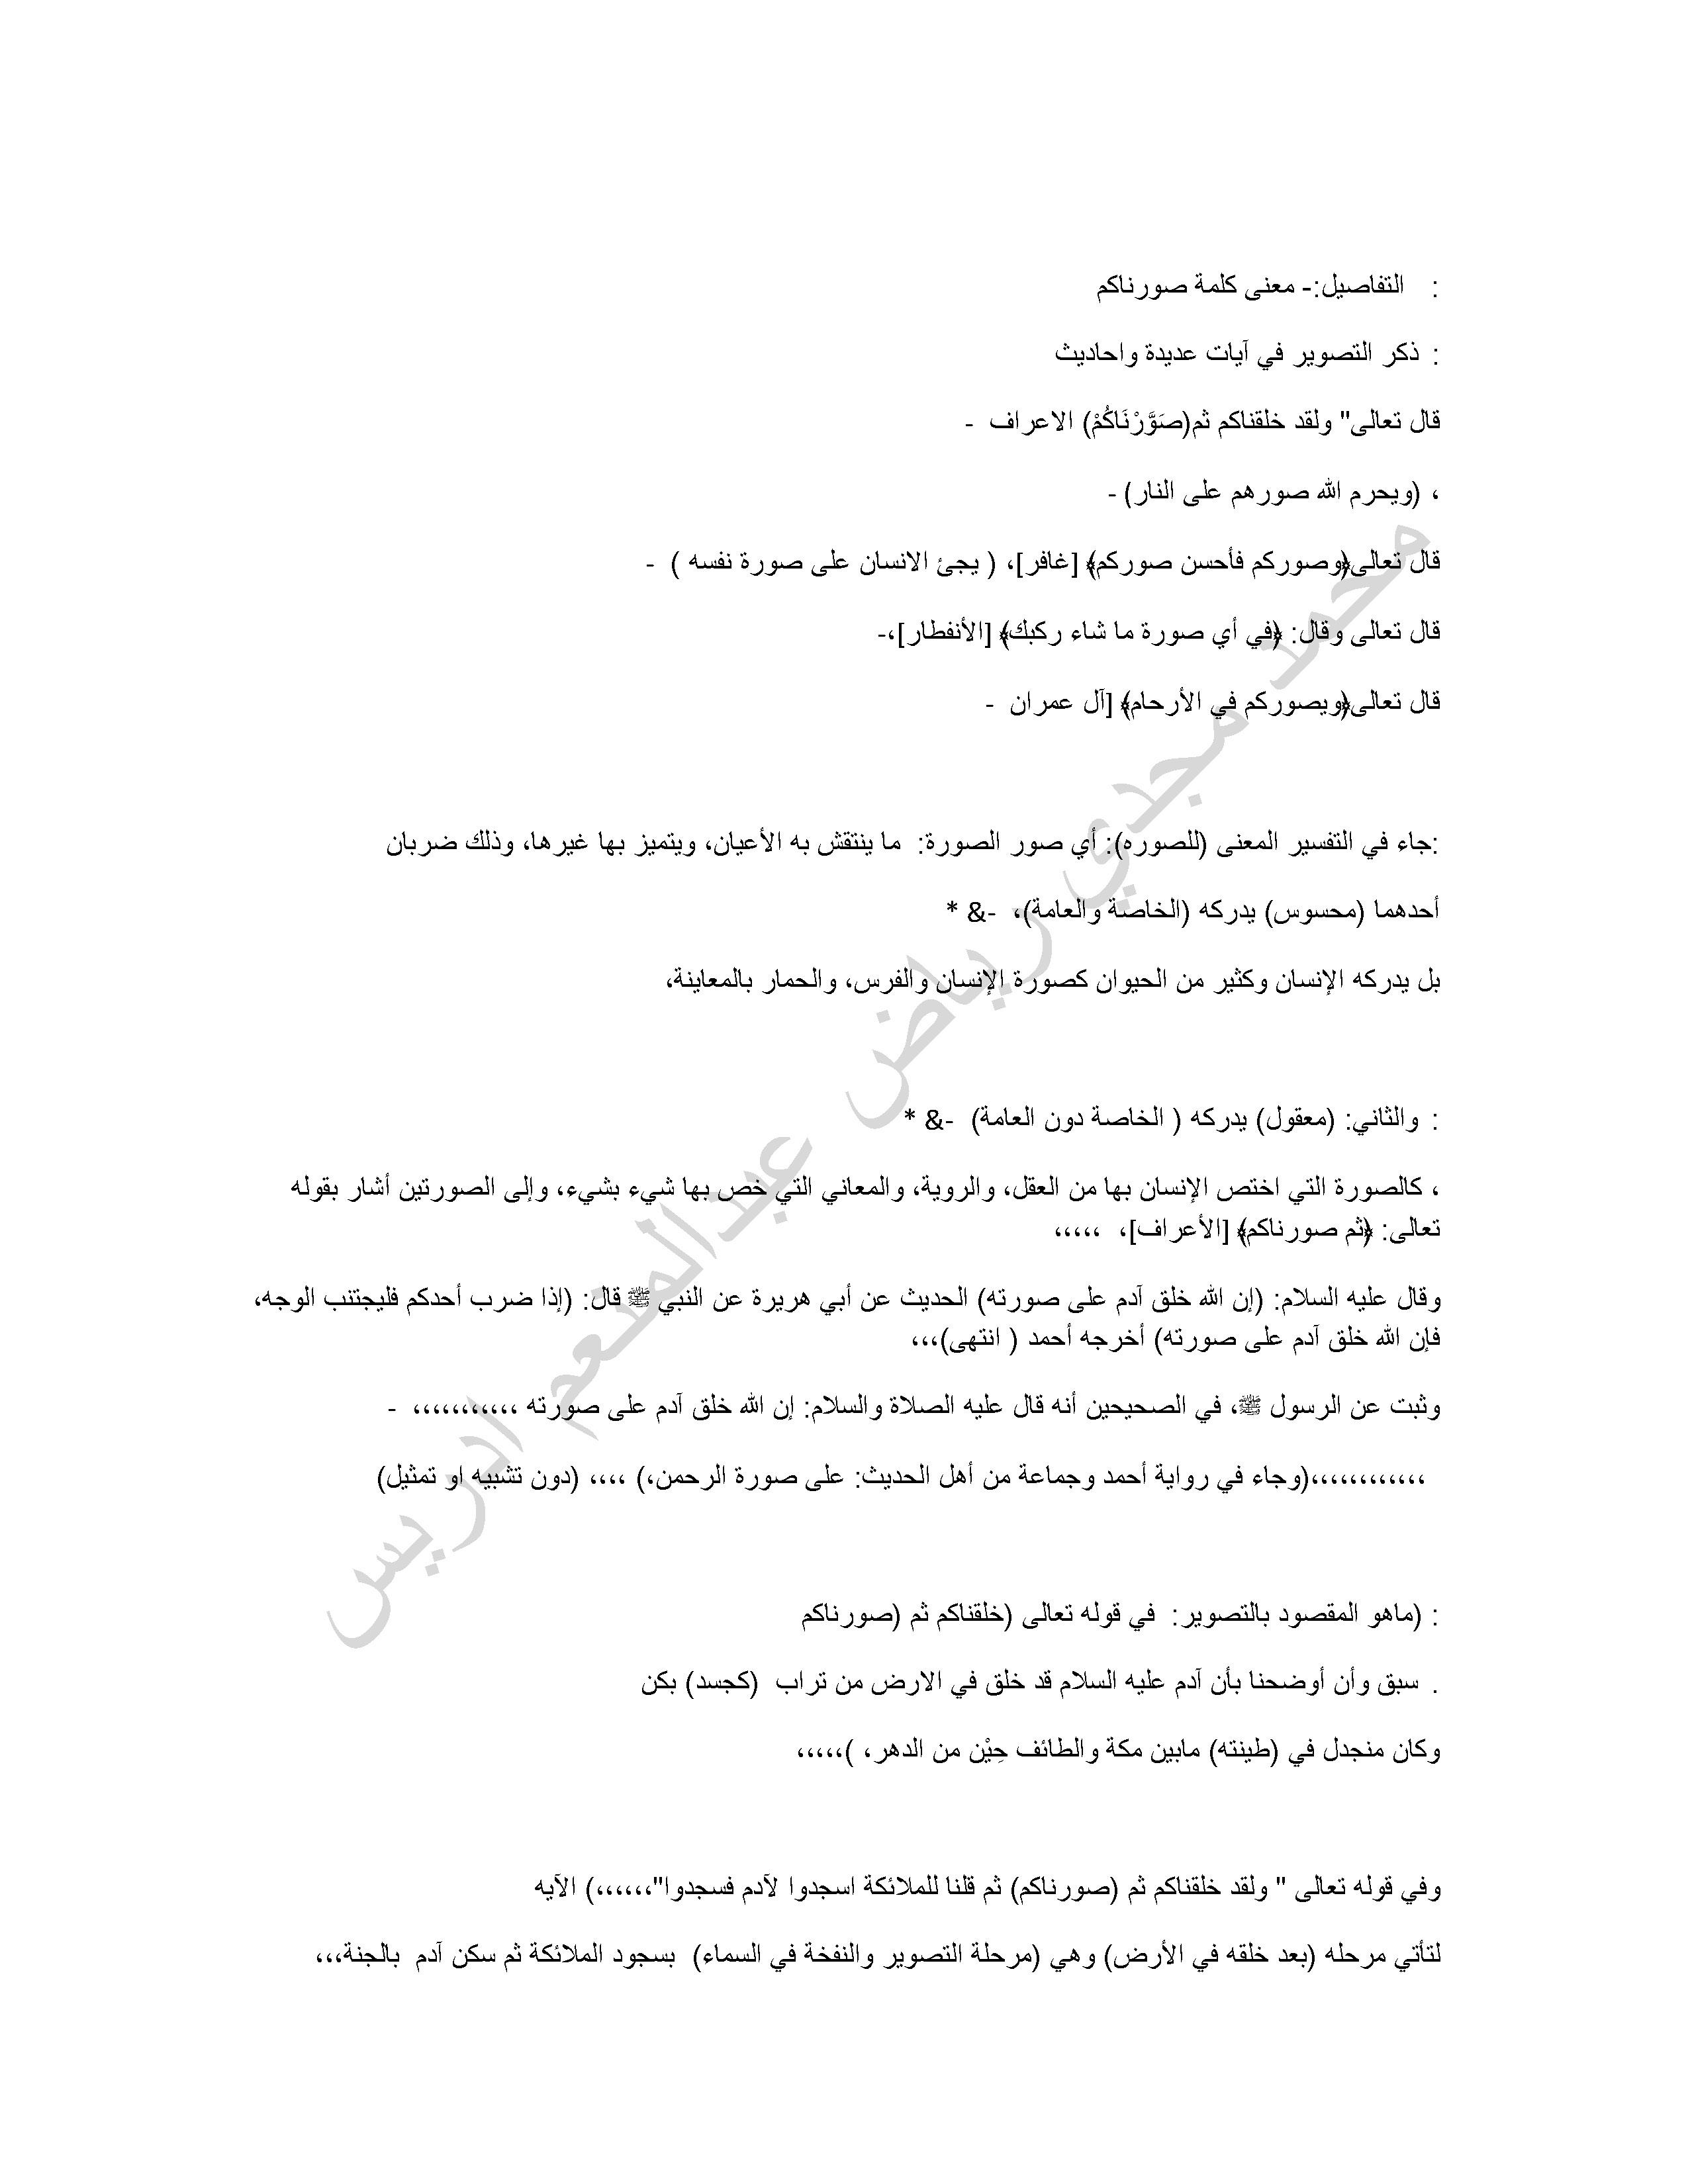 : التفاصيل:- معنى كلمة صورناكم
: ذكر التصوير في آيات عديدة واحاديث
قال تعالى" ولقد خلقناكم ثم(صَوَّرْنَاكُمْ) الاعراف -
، (ويحرم الله صورهم على النار) -
قال تعالى﴿وصوركم فأحسن صوركم﴾ [غافر]، ( يجئ الانسان على صورة نفسه ) -
قال تعالى وقال: ﴿في أي صورة ما شاء ركبك﴾ [الأنفطار]،-
قال تعالى﴿ويصوركم في الأرحام﴾ [آل عمران -
:جاء في التفسير المعنى (للصوره): أي صور الصورة: ما ينتقش به الأعيان، ويتميز بها غيرها، وذلك ضربان
أحدهما (محسوس) يدركه (الخاصة والعامة)، -& *
بل يدركه الإنسان وكثير من الحيوان كصورة الإنسان والفرس، والحمار بالمعاينة،
: والثاني: (معقول) يدركه ( الخاصة دون العامة) -& *
، كالصورة التي اختص الإنسان بها من العقل، والروية، والمعاني التي خص بها شيء بشيء، وإلى الصورتين أشار بقوله
تعالى: ﴿ثم صورناكم﴾ [الأعراف]، ،،،،،
وقال عليه السلام: (إن الله خلق آدم على صورته) الحديث عن أبي هريرة عن النبي ﷺ قال: (إذا ضرب أحدكم فليجتنب الوجه،
فإن الله خلق آدم على صورته) أخرجه أحمد ( انتهى)،،،
وثبت عن الرسول ﷺ، في الصحيحين أنه قال عليه الصلاة والسلام: إن الله خلق آدم على صورته ،،،،،،،،،،، -
،،،،،،،،،،،،(وجاء في رواية أحمد وجماعة من أهل الحديث: على صورة الرحمن،) ،،،، (دون تشبيه او تمثيل)
: (ماهو المقصود بالتصوير: في قوله تعالى (خلقناكم ثم (صورناكم
. سبق وأن أوضحنا بأن آدم عليه السلام قد خلق في الارض من تراب (كجسد) بكن
وكان منجدل في (طينته) مابين مكة والطائف حِيْن من الدهر، )،،،،،
وفي قوله تعالى " ولقد خلقناكم ثم (صورناكم) ثم قلنا للملائكة اسجدوا لآدم فسجدوا"،،،،،،) الآيه
لتأتي مرحله (بعد خلقه في الأرض) وهي (مرحلة التصوير والنفخة في السماء) بسجود الملائكة ثم سكن آدم بالجنة،،،
محمد مجدي رياض عبدالمنعم ادريس